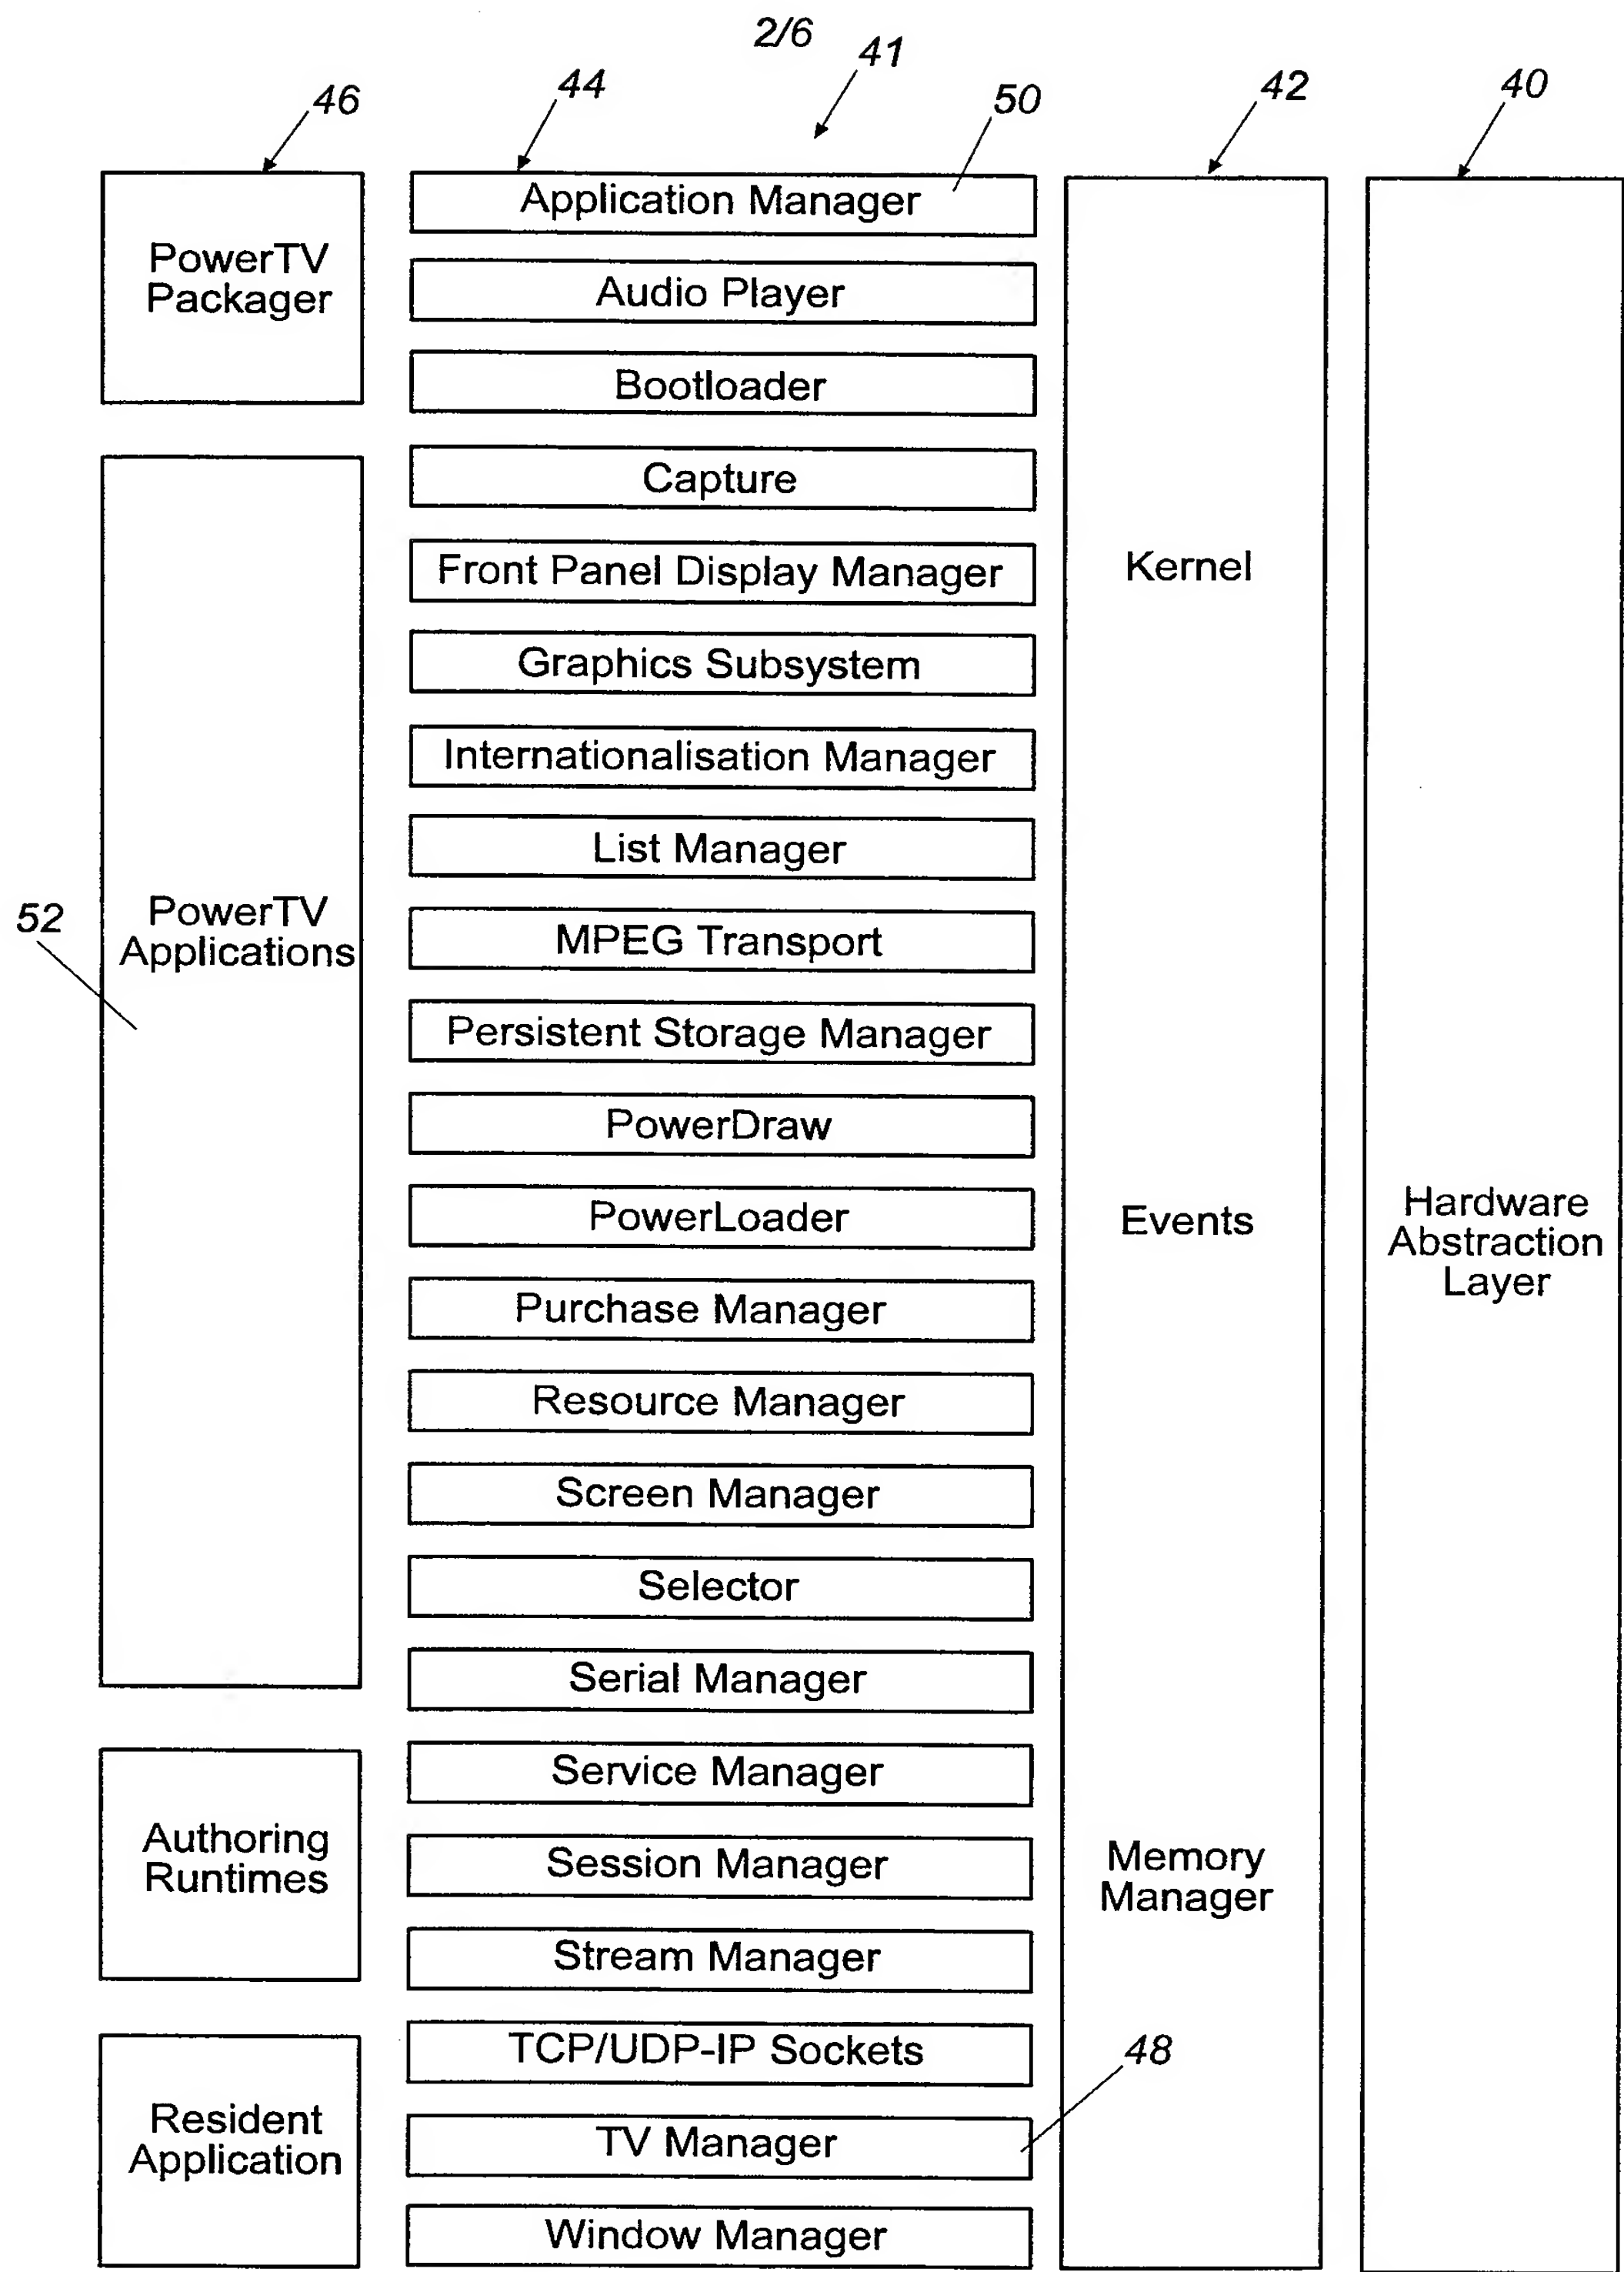 2/6
46
44
41
50
42
40
PowerTV
Packager
PowerTV
Applications
52
Authoring
Runtimes
Resident
Application
Application Manager
Audio Player
Bootloader
Capture
Front Panel Display Manager
Graphics Subsystem
Internationalisation Manager
List Manager
MPEG Transport
Persistent Storage Manager
PowerDraw
PowerLoader
Purchase Manager
Resource Manager
Screen Manager
Selector
Serial Manager
Service Manager
Session Manager
Stream Manager
TCP/UDP-IP Sockets
TV Manager
48
Window Manager
Kernel
Events
Memory
Manager
Hardware
Abstraction
Layer